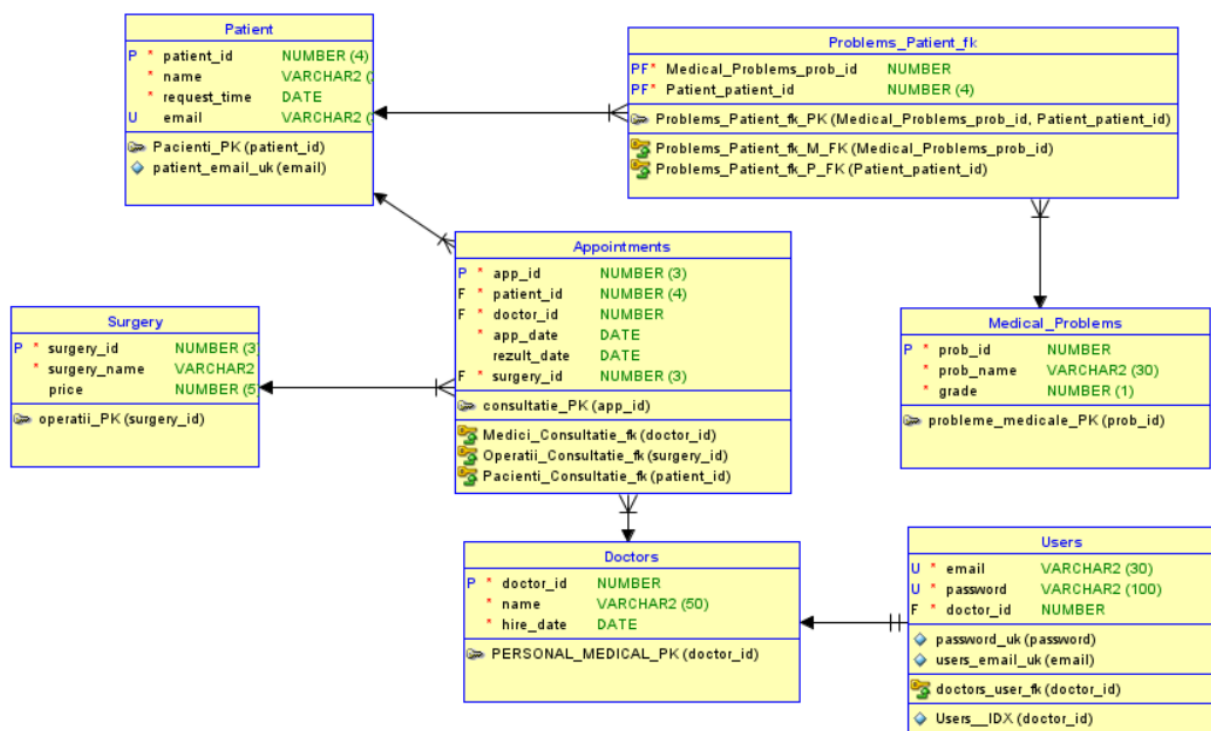 Patient
P * patient_id NUMBER (4)
* name VARCHAR2 (
* request_time DATE
U email VARCHAR2 (
Pacienti_PK (patient_id)
patient_email_uk (email)
Problems_Patient_fk
PF* Medical_Problems_prob_id NUMBER
PF* Patient_patient_id NUMBER (4)
Problems_Patient_fk_PK (Medical_Problems_prob_id, Patient_patient_id)
Problems_Patient_fk_M_FK (Medical_Problems_prob_id)
Problems_Patient_fk_P_FK (Patient_patient_id)
Appointments
P * app_id NUMBER (3)
F * patient_id NUMBER (4)
F * doctor_id NUMBER
* app_date DATE
rezult_date DATE
F * surgery_id NUMBER (3)
consultatie_PK (app_id)
Medici_Consultatie_fk (doctor_id)
Operatii_Consultatie_fk (surgery_id)
Pacienti_Consultatie_fk (patient_id)
Surgery
P * surgery_id NUMBER (3)
* surgery_name VARCHAR2
price NUMBER (5)
operatii_PK (surgery_id)
Medical_Problems
P * prob_id NUMBER
* prob_name VARCHAR2 (30)
* grade NUMBER (1)
probleme_medicale_PK (prob_id)
Doctors
P * doctor_id NUMBER
* name VARCHAR2 (50)
* hire_date DATE
PERSONAL_MEDICAL_PK (doctor_id)
Users
U * email VARCHAR2 (30)
U * password VARCHAR2 (100)
F * doctor_id NUMBER
password_uk (password)
users_email_uk (email)
doctors_user_fk (doctor_id)
Users__IDX (doctor_id)